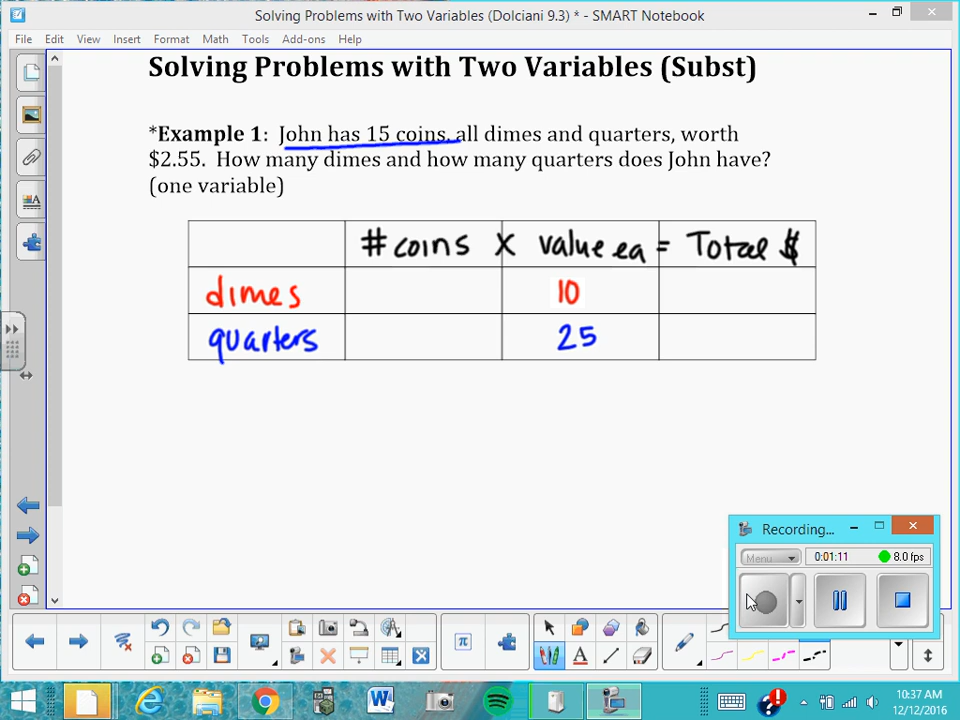 Solving Problems with Two Variables (Dolciani 9.3) * - SMART Notebook
File Edit View Insert Format Math Tools Add-ons Help
Solving Problems with Two Variables (Subst)
*Example 1: John has 15 coins, all dimes and quarters, worth
$2.55. How many dimes and how many quarters does John have?
(one variable)
# coins x value ea = Total $
dimes 10
quarters 25
Recording...
Menu 0:01:11 8.0 fps
π
A
10:37 AM
12/12/2016